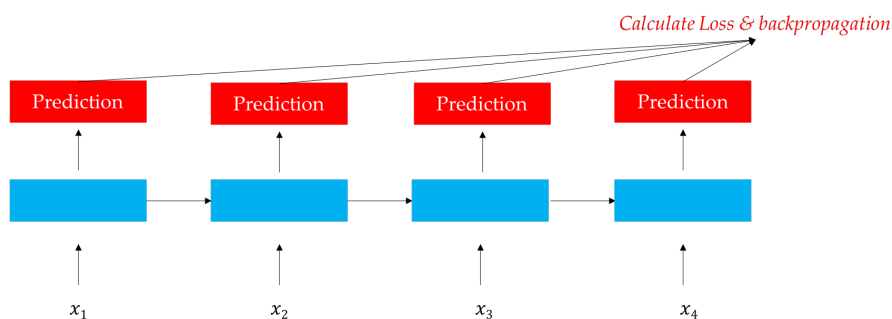 Calculate Loss & backpropagation
Prediction
Prediction
Prediction
Prediction
x₁
x₂
x₃
x₄